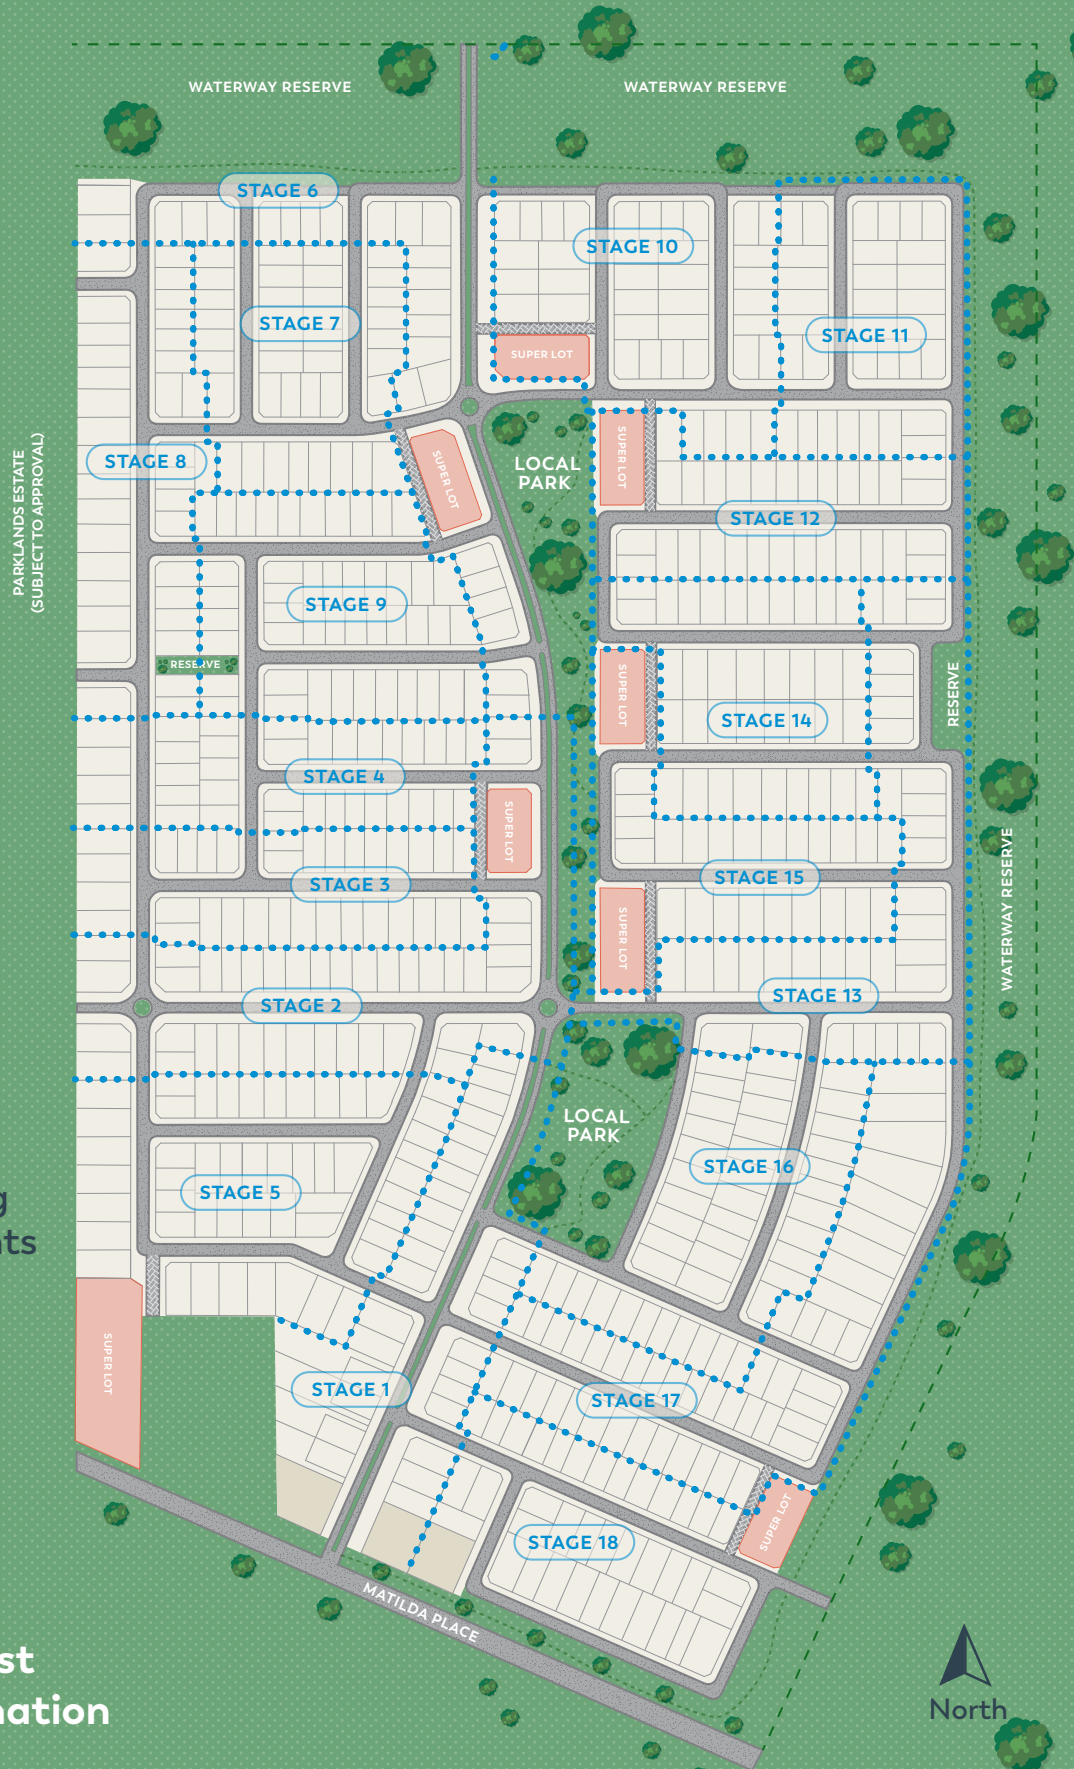 WATERWAY RESERVE
WATERWAY RESERVE
STAGE 6
STAGE 10
STAGE 7
STAGE 11
SUPER LOT
PARKLANDS ESTATE
(SUBJECT TO APPROVAL)
STAGE 8
SUPER LOT
LOCAL
PARK
SUPER LOT
STAGE 12
STAGE 9
RESERVE
SUPER LOT
STAGE 14
RESERVE
STAGE 4
SUPER LOT
STAGE 3
STAGE 15
WATERWAY RESERVE
SUPER LOT
STAGE 2
STAGE 13
LOCAL
PARK
STAGE 16
STAGE 5
g
nts
SUPER LOT
STAGE 1
STAGE 17
SUPER LOT
STAGE 18
MATILDA PLACE
st
nation
North